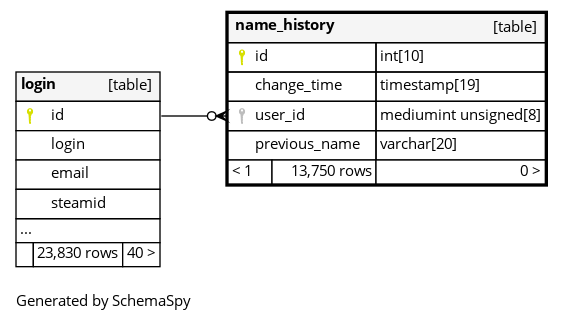 name_history [table]
id int[10]
change_time timestamp[19]
user_id mediumint unsigned[8]
previous_name varchar[20]
< 1 13,750 rows 0 >
login [table]
id
login
email
steamid
...
23,830 rows 40 >
Generated by SchemaSpy